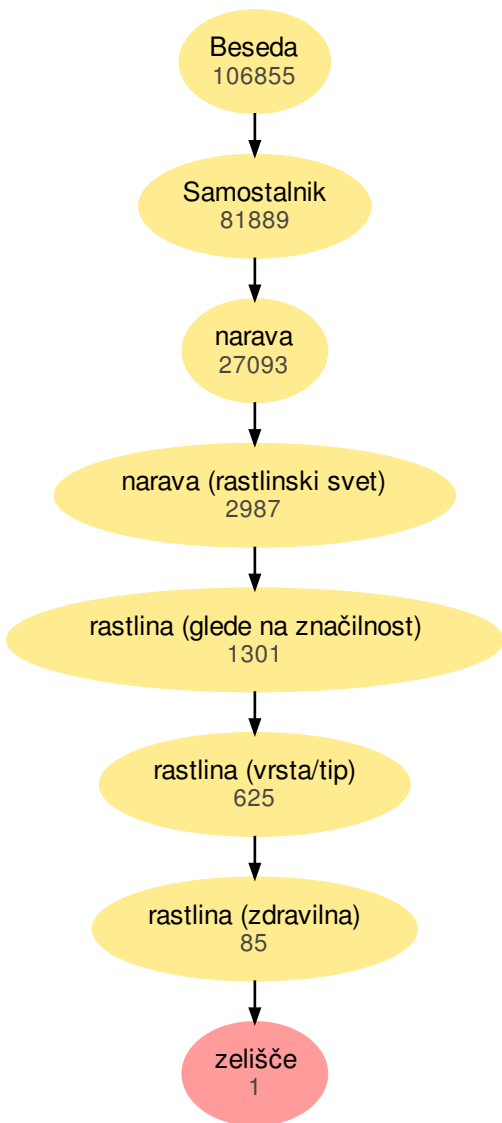 Beseda
106855
Samostalnik
81889
narava
27093
narava (rastlinski svet)
2987
rastlina (glede na značilnost)
1301
rastlina (vrsta/tip)
625
rastlina (zdravilna)
85
zelišče
1